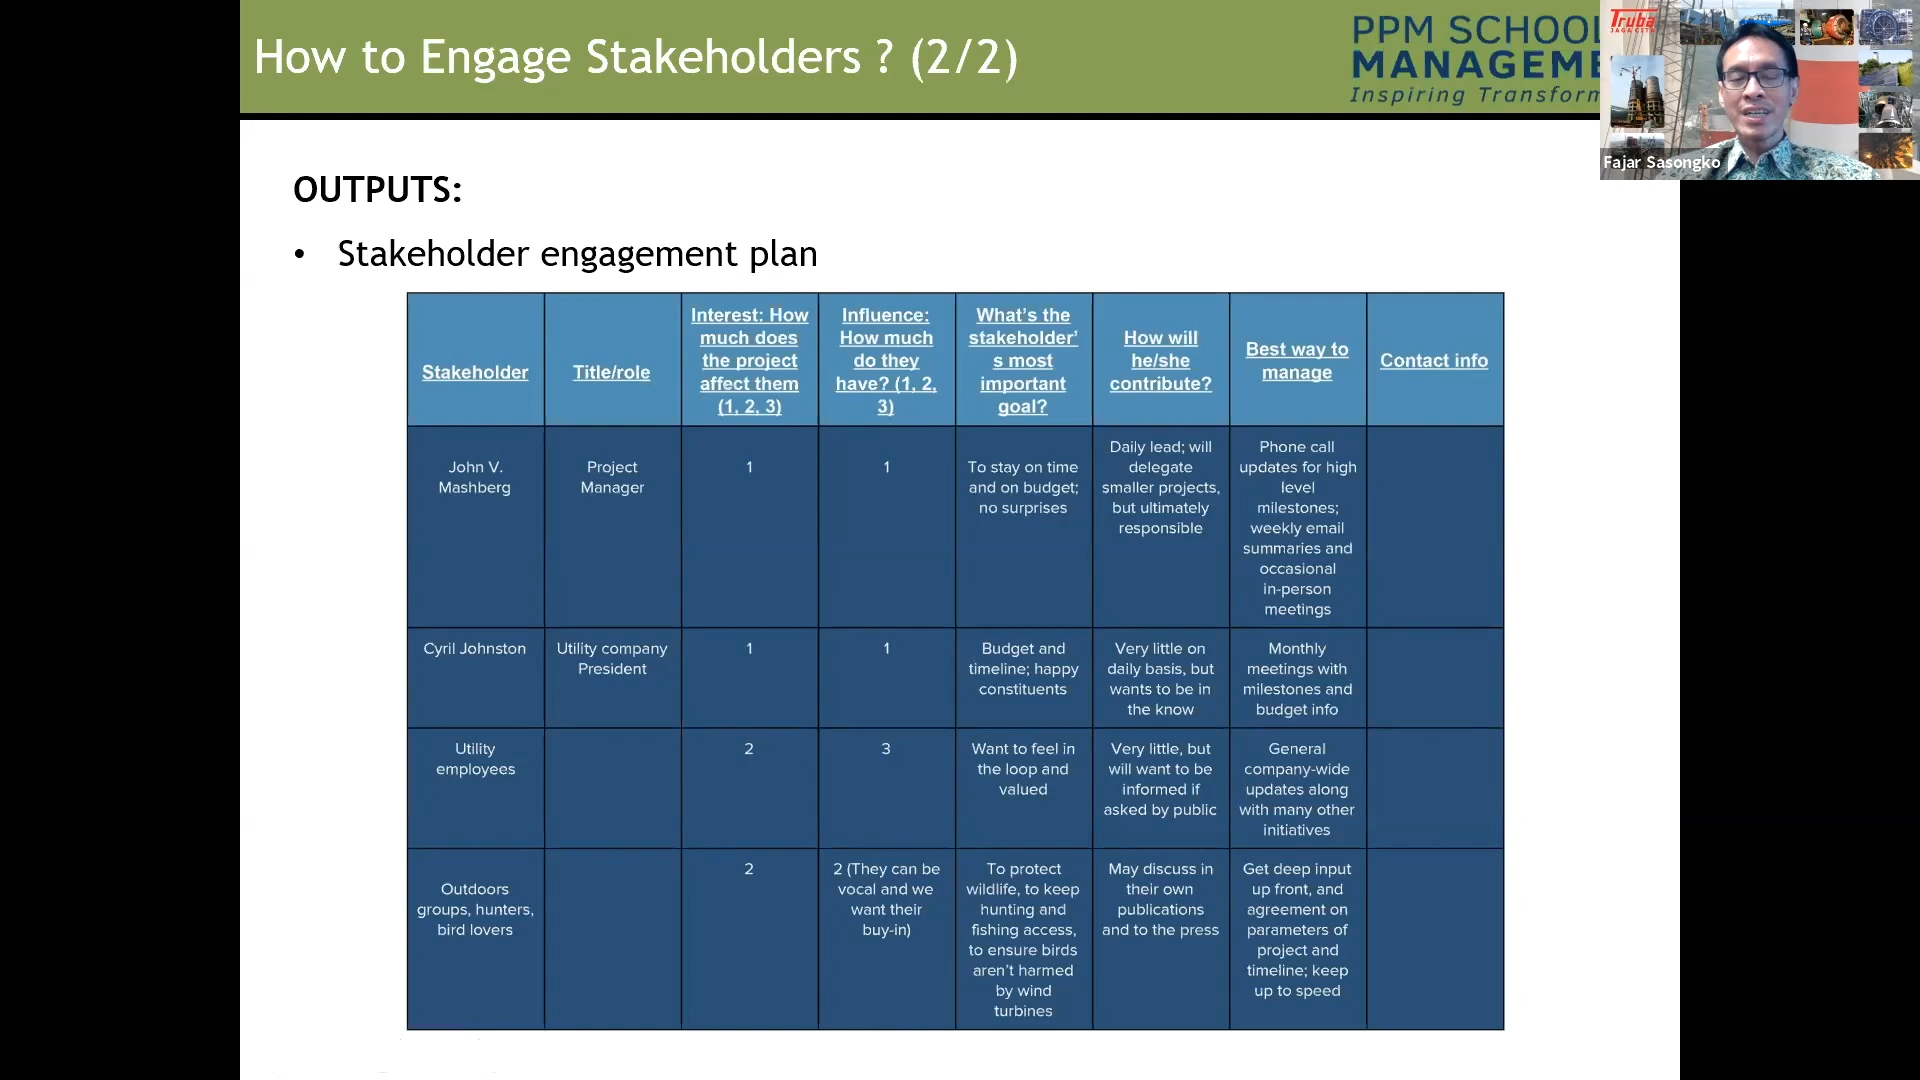 How to Engage Stakeholders ? (2/2)
PPM SCHOOL
MANAGEME
Inspiring Transform
Truba
JAGA CITA
Fajar Sasongko
OUTPUTS:
• Stakeholder engagement plan
Stakeholder
Title/role
Interest: How
much does
the project
affect them
(1, 2, 3)
Influence:
How much
do they
have? (1, 2,
3)
What's the
stakeholder'
s most
important
goal?
How will
he/she
contribute?
Best way to
manage
Contact info
John V.
Mashberg
Project
Manager
1
1
To stay on time
and on budget;
no surprises
Daily lead; will
delegate
smaller projects,
but ultimately
responsible
Phone call
updates for high
level
milestones;
weekly email
summaries and
occasional
in-person
meetings
Cyril Johnston
Utility company
President
1
1
Budget and
timeline; happy
constituents
Very little on
daily basis, but
wants to be in
the know
Monthly
meetings with
milestones and
budget info
Utility
employees
2
3
Want to feel in
the loop and
valued
Very little, but
will want to be
informed if
asked by public
General
company-wide
updates along
with many other
initiatives
Outdoors
groups, hunters,
bird lovers
2
2 (They can be
vocal and we
want their
buy-in)
To protect
wildlife, to keep
hunting and
fishing access,
to ensure birds
aren't harmed
by wind
turbines
May discuss in
their own
publications
and to the press
Get deep input
up front, and
agreement on
parameters of
project and
timeline; keep
up to speed